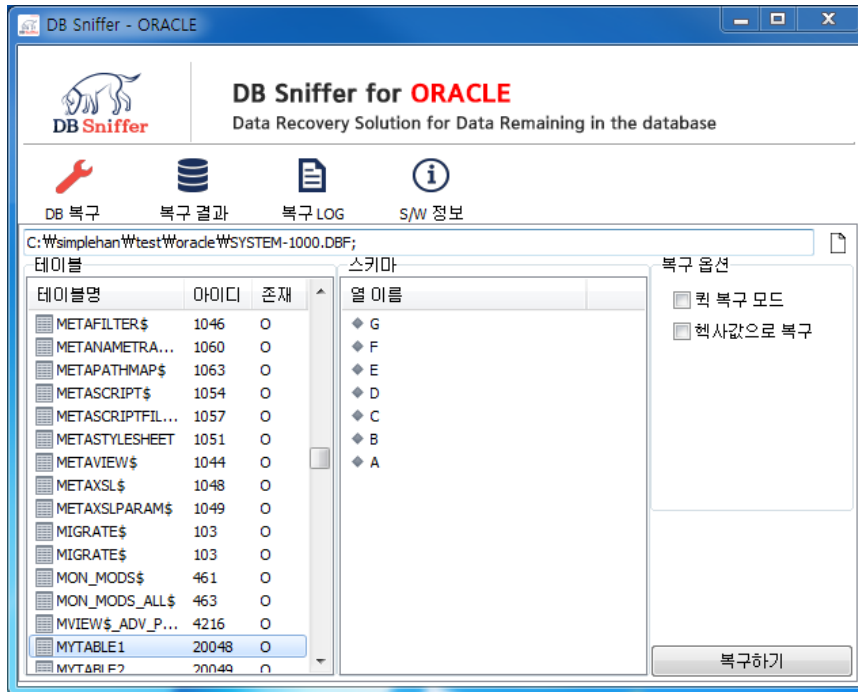 DB Sniffer - ORACLE
DB Sniffer
DB Sniffer for ORACLE
Data Recovery Solution for Data Remaining in the database
DB 복구 복구 결과 복구 LOG S/W 정보
C:₩simplehan₩test₩oracle₩SYSTEM-1000.DBF;
테이블 스키마 복구 옵션
테이블명 아이디 존재 열 이름
METAFILTER$ 1046 O
METANAMETRA... 1060 O
METAPATHMAP$ 1063 O
METASCRIPT$ 1054 O
METASCRIPTFIL... 1057 O
METASTYLESHEET 1051 O
METAVIEW$ 1044 O
METAXSL$ 1048 O
METAXSLPARAM$ 1049 O
MIGRATE$ 103 O
MIGRATE$ 103 O
MON_MODS$ 461 O
MON_MODS_ALL$ 463 O
MVIEW$_ADV_P... 4216 O
MYTABLE1 20048 O
MYTABLE2 20049 O
G
F
E
D
C
B
A
퀵 복구 모드
헥사값으로 복구
복구하기